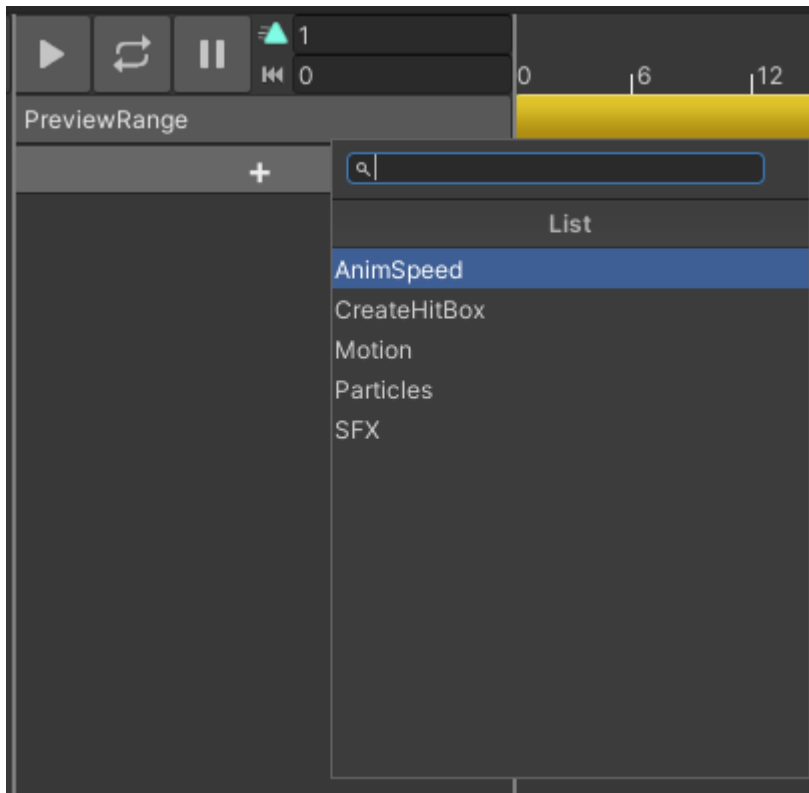 1
0
0 6 12
PreviewRange
+
List
AnimSpeed
CreateHitBox
Motion
Particles
SFX